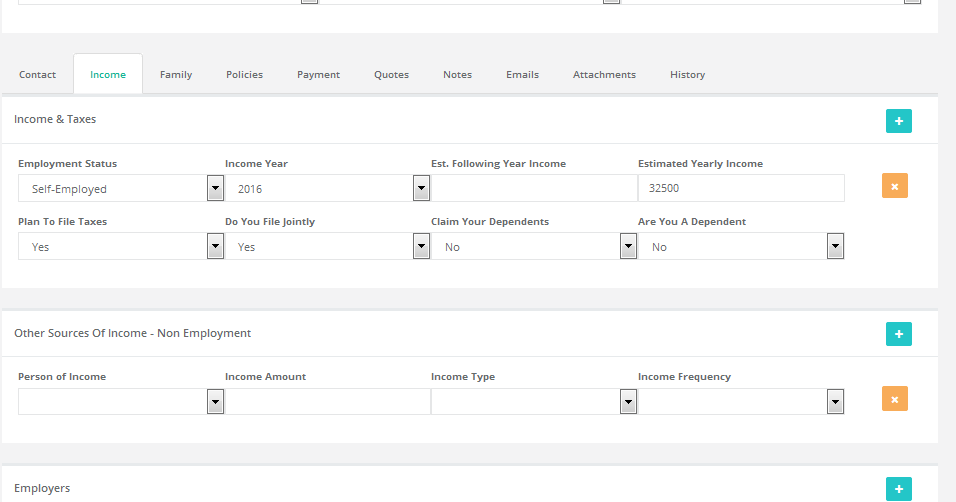 Contact Income Family Policies Payment Quotes Notes Emails Attachments History
Income & Taxes
Employment Status Income Year Est. Following Year Income Estimated Yearly Income
Self-Employed 2016 32500
Plan To File Taxes Do You File Jointly Claim Your Dependents Are You A Dependent
Yes Yes No No
Other Sources Of Income - Non Employment
Person of Income Income Amount Income Type Income Frequency
Employers